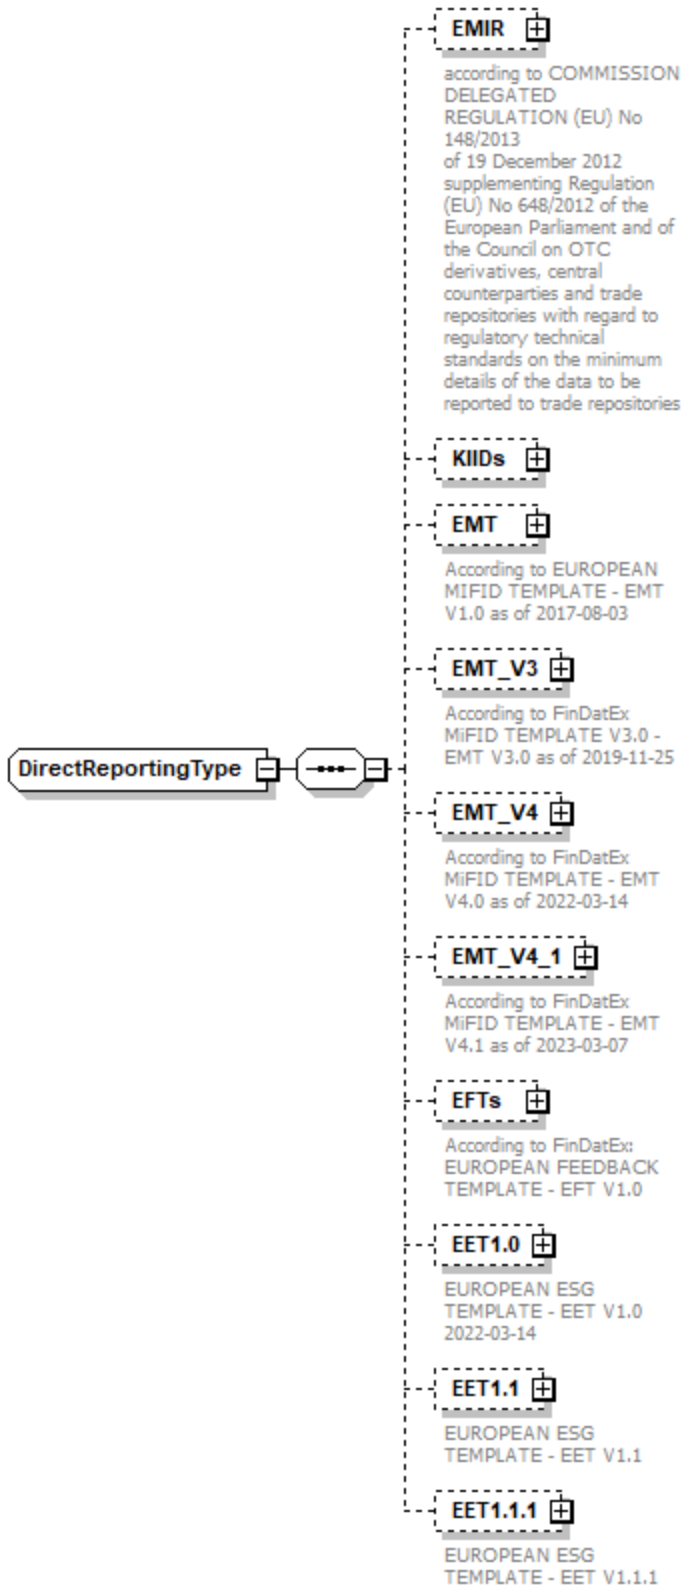 EMIR
according to COMMISSION
DELEGATED
REGULATION (EU) No
148/2013
of 19 December 2012
supplementing Regulation
(EU) No 648/2012 of the
European Parliament and of
the Council on OTC
derivatives, central
counterparties and trade
repositories with regard to
regulatory technical
standards on the minimum
details of the data to be
reported to trade repositories
KIIDs
EMT
According to EUROPEAN
MIFID TEMPLATE - EMT
V1.0 as of 2017-08-03
EMT_V3
According to FinDatEx
MiFID TEMPLATE V3.0 -
EMT V3.0 as of 2019-11-25
DirectReportingType
EMT_V4
According to FinDatEx
MiFID TEMPLATE - EMT
V4.0 as of 2022-03-14
EMT_V4_1
According to FinDatEx
MiFID TEMPLATE - EMT
V4.1 as of 2023-03-07
EFTs
According to FinDatEx:
EUROPEAN FEEDBACK
TEMPLATE - EFT V1.0
EET1.0
EUROPEAN ESG
TEMPLATE - EET V1.0
2022-03-14
EET1.1
EUROPEAN ESG
TEMPLATE - EET V1.1
EET1.1.1
EUROPEAN ESG
TEMPLATE - EET V1.1.1